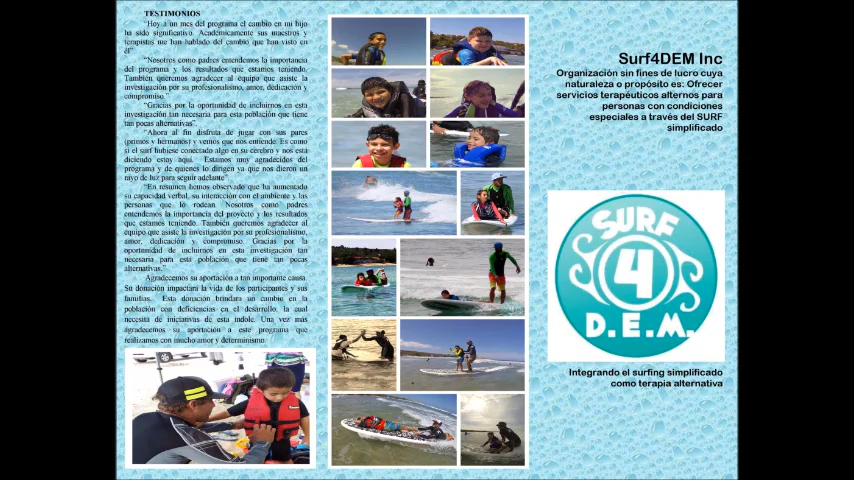 TESTIMONIOS
"Hoy a un mes del programa el cambio en mi hijo
ha sido significativo. Académicamente sus maestros y
terapistas me han hablado del cambio que han visto en
él".
"Nosotros como padres entendemos la importancia
del programa y los resultados que estamos teniendo.
También queremos agradecer al equipo que asiste la
investigación por su profesionalismo, amor, dedicación y
compromiso."
"Gracias por la oportunidad de incluirnos en esta
investigación tan necesaria para esta población que tiene
tan pocas alternativas".
"Ahora al fin disfruta de jugar con sus pares
(primos y hermanos) y vemos que nos entiende. Es como
si el surf hubiese conectado algo en su cerebro y nos está
diciendo estoy aquí. Estamos muy agradecidos del
programa y de quienes lo dirigen ya que nos dieron un
rayo de luz para seguir adelante".
"En resumen hemos observado que ha aumentado
su capacidad verbal, su interacción con el ambiente y las
personas que lo rodean. Nosotros como padres
entendemos la importancia del proyecto y los resultados
que estamos teniendo. También queremos agradecer al
equipo que asiste la investigación por su profesionalismo,
amor, dedicación y compromiso. Gracias por la
oportunidad de incluirnos en esta investigación tan
necesaria para esta población que tiene tan pocas
alternativas."
Agradecemos su aportación a tan importante causa.
Su donación impactará la vida de los participantes y sus
familias. Esta donación brindara un cambio en la
población con deficiencias en el desarrollo, la cual
necesita de iniciativas de esta índole. Una vez más
agradecemos su aportación a este programa que
realizamos con mucho amor y determinismo.
Surf4DEM Inc
Organización sin fines de lucro cuya
naturaleza o propósito es: Ofrecer
servicios terapéuticos alternos para
personas con condiciones
especiales a través del SURF
simplificado
SURF
4
D.E.M.
Integrando el surfing simplificado
como terapia alternativa